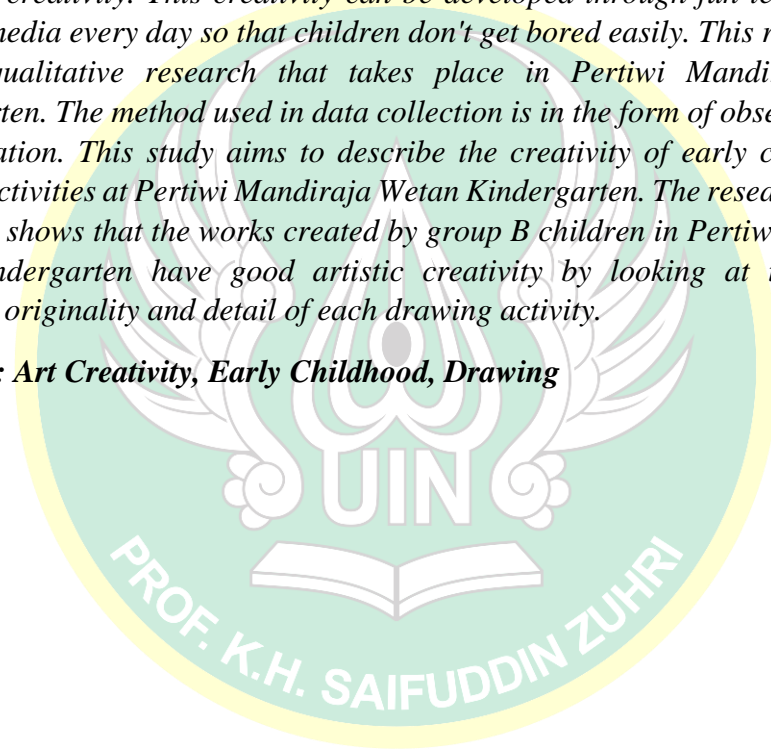 creativity. This creativity can be developed through fun
media every day so that children don't get bored easily. This
qualitative research that takes place in Pertiwi
The method used in data collection is in the form of
This study aims to describe the creativity of early
at Pertiwi Mandiraja Wetan Kindergarten. The
shows that the works created by group B children in
have good artistic creativity by looking at
originality and detail of each drawing activity.
: Art Creativity, Early Childhood, Drawing
UIN
PROF. K.H. SAIFUDDIN ZUHRI